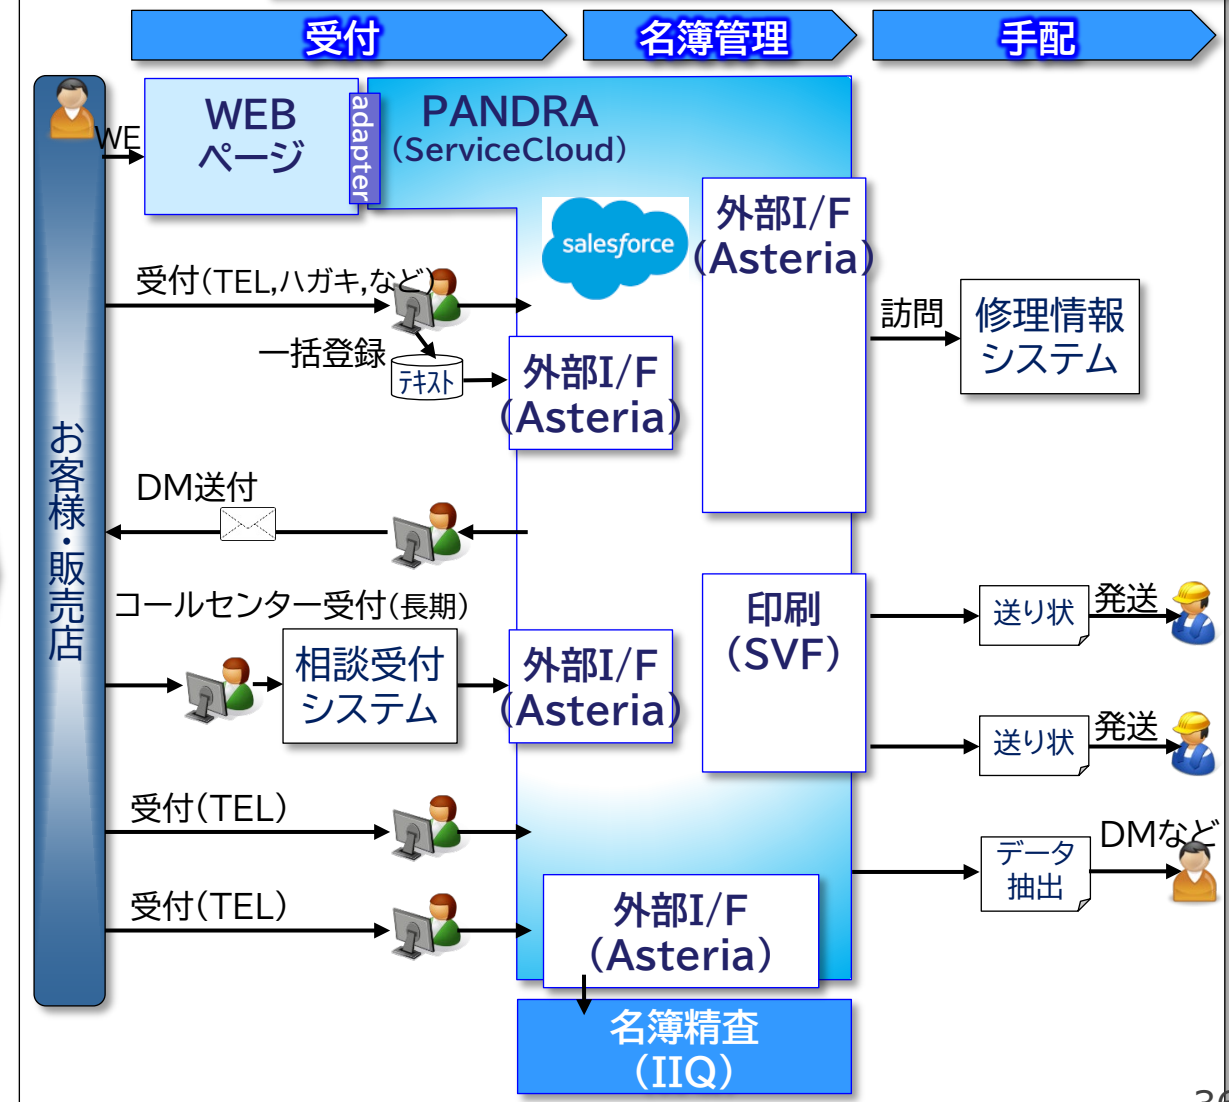 受付
名簿管理
手配
WE
WEB
ページ
adapter
PANDRA
(ServiceCloud)
salesforce
外部I/F
(Asteria)
受付(TEL,ハガキ,など)
一括登録
テキスト
外部I/F
(Asteria)
訪問
修理情報
システム
お客様・販売店
DM送付
コールセンター受付(長期)
相談受付
システム
外部I/F
(Asteria)
印刷
(SVF)
送り状
発送
送り状
発送
受付(TEL)
受付(TEL)
データ
抽出
DMなど
外部I/F
(Asteria)
名簿精査
(IIQ)